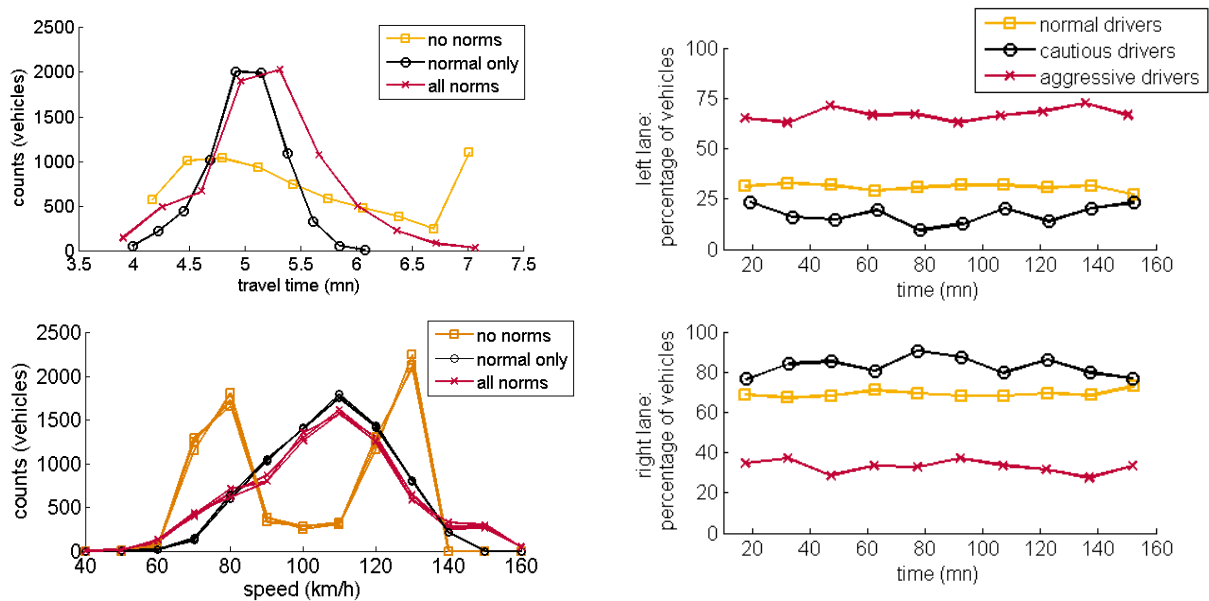 2500
2000
1500
1000
500
0
counts (vehicles)
3.5 4 4.5 5 5.5 6 6.5 7 7.5
travel time (mn)
no norms
normal only
all norms
100
75
50
25
0
left lane:
percentage of vehicles
20 40 60 80 100 120 140 160
time (mn)
normal drivers
cautious drivers
aggressive drivers
2500
2000
1500
1000
500
0
counts (vehicles)
40 60 80 100 120 140 160
speed (km/h)
no norms
normal only
all norms
100
80
60
40
20
0
right lane:
percentage of vehicles
20 40 60 80 100 120 140 160
time (mn)